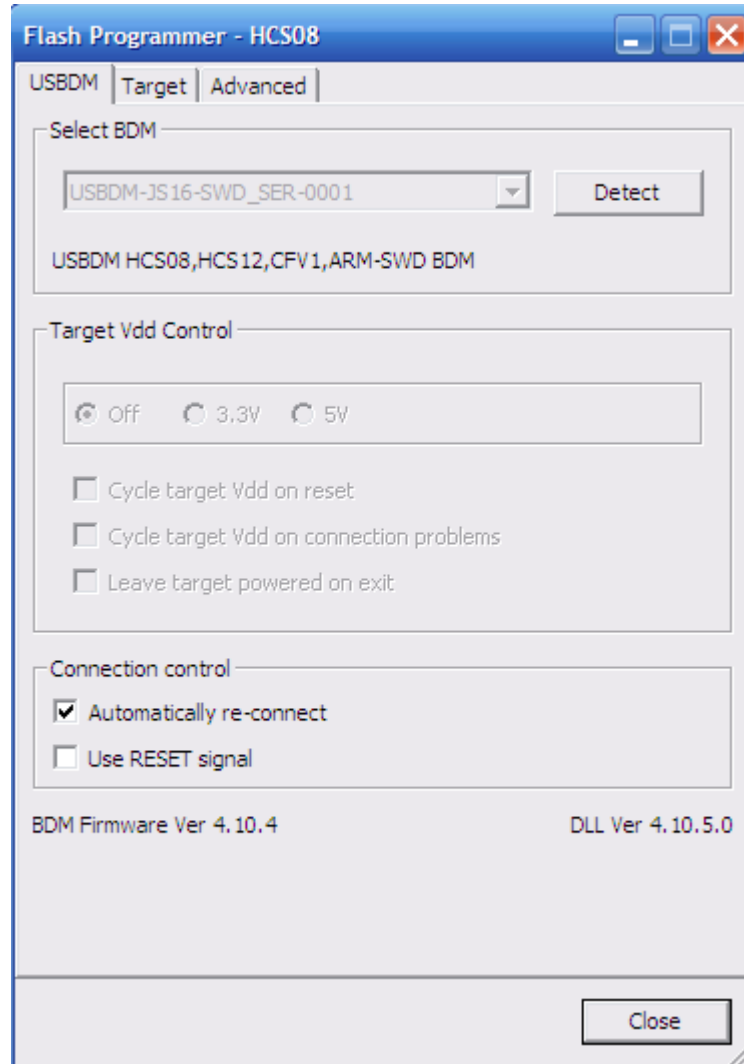 Flash Programmer - HCS08
USBDM Target Advanced
Select BDM
USBDM-JS16-SWD_SER-0001 Detect
USBDM HCS08,HCS12,CFV1,ARM-SWD BDM
Target Vdd Control
Off 3.3V 5V
Cycle target Vdd on reset
Cycle target Vdd on connection problems
Leave target powered on exit
Connection control
Automatically re-connect
Use RESET signal
BDM Firmware Ver 4.10.4 DLL Ver 4.10.5.0
Close